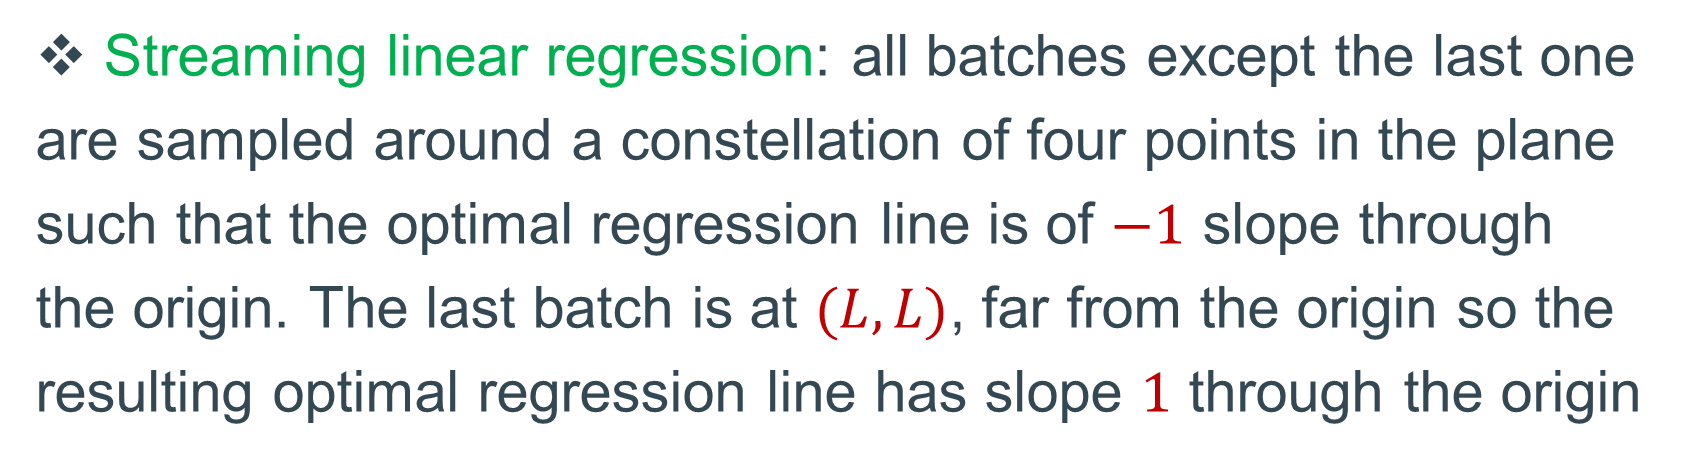 ❖ Streaming linear regression: all batches except the last one
are sampled around a constellation of four points in the plane
such that the optimal regression line is of −1 slope through
the origin. The last batch is at (L, L), far from the origin so the
resulting optimal regression line has slope 1 through the origin